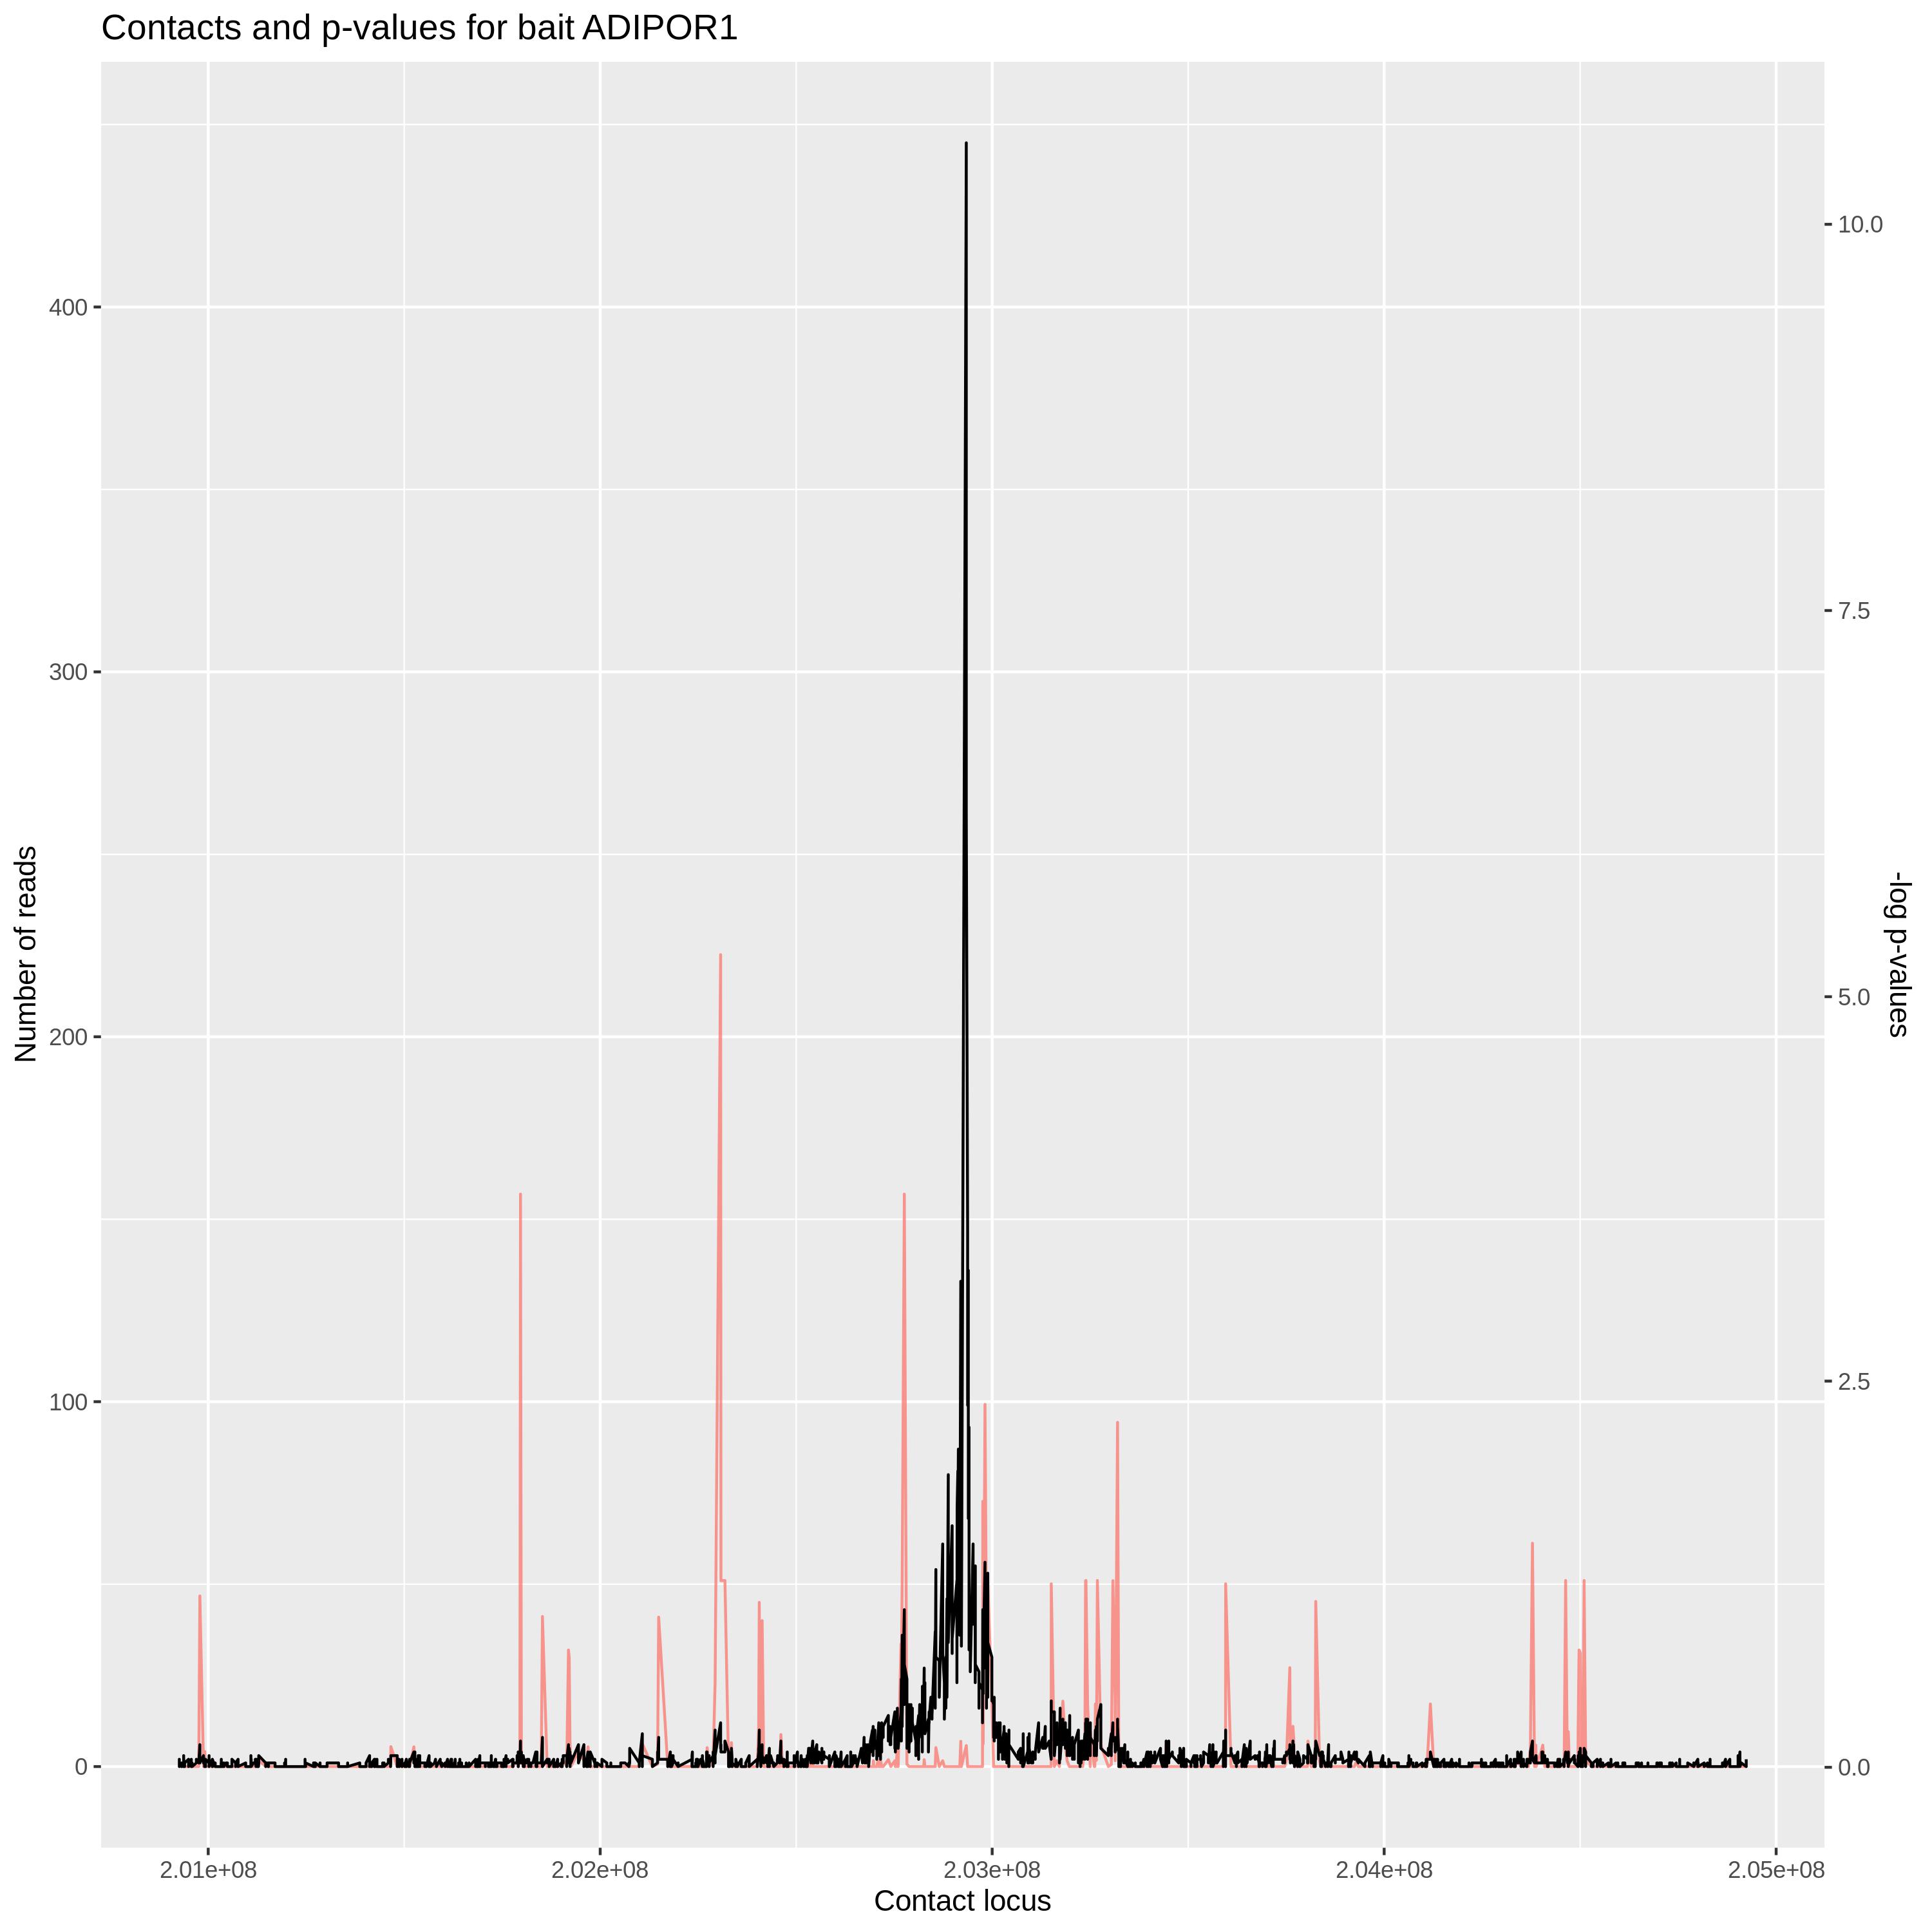 Contacts and p-values for bait ADIPOR1
Number of reads
400
300
200
100
0
10.0
7.5
5.0
2.5
0.0
-log p-values
2.01e+08
2.02e+08
2.03e+08
2.04e+08
2.05e+08
Contact locus